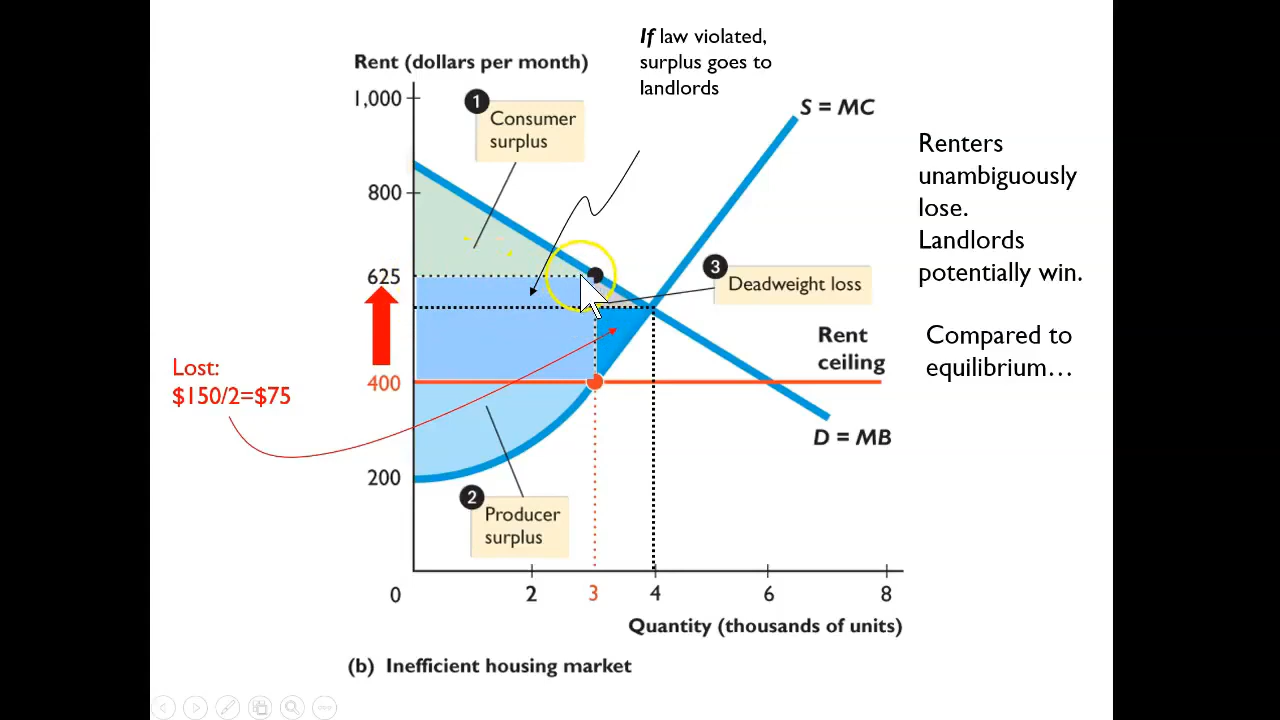 If law violated,
surplus goes to
landlords
Rent (dollars per month)
1,000
800
625
400
200
0
1
Consumer
surplus
S = MC
3
Deadweight loss
Rent
ceiling
D = MB
2
Producer
surplus
2
3
4
6
8
Quantity (thousands of units)
(b) Inefficient housing market
Lost:
$150/2=$75
Renters
unambiguously
lose.
Landlords
potentially win.
Compared to
equilibrium…